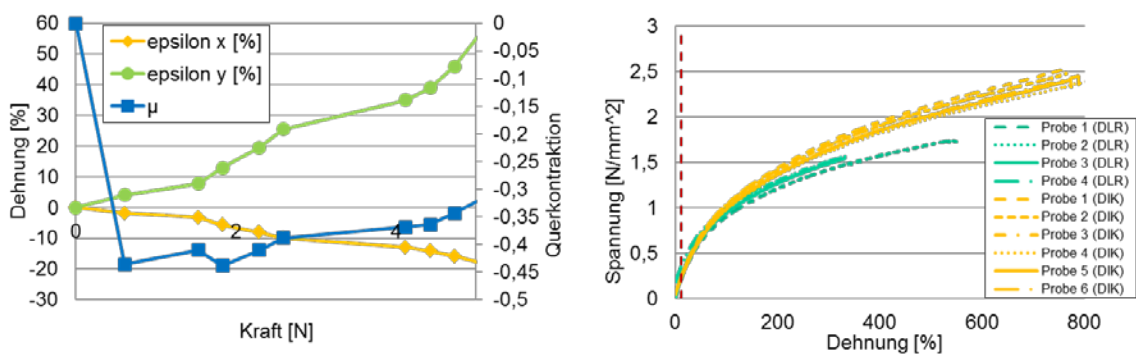 60
50
40
30
20
10
0
-10
-20
-30
Dehnung [%]
epsilon x [%]
epsilon y [%]
µ
0
2
4
Kraft [N]
0
-0,05
-0,1
-0,15
-0,2
-0,25
-0,3
-0,35
-0,4
-0,45
-0,5
Querkontraktion
3
2,5
2
1,5
1
0,5
0
Spannung [N/mm^2]
Probe 1 (DLR)
Probe 2 (DLR)
Probe 3 (DLR)
Probe 4 (DLR)
Probe 1 (DIK)
Probe 2 (DIK)
Probe 3 (DIK)
Probe 4 (DIK)
Probe 5 (DIK)
Probe 6 (DIK)
0
200
400
600
800
Dehnung [%]